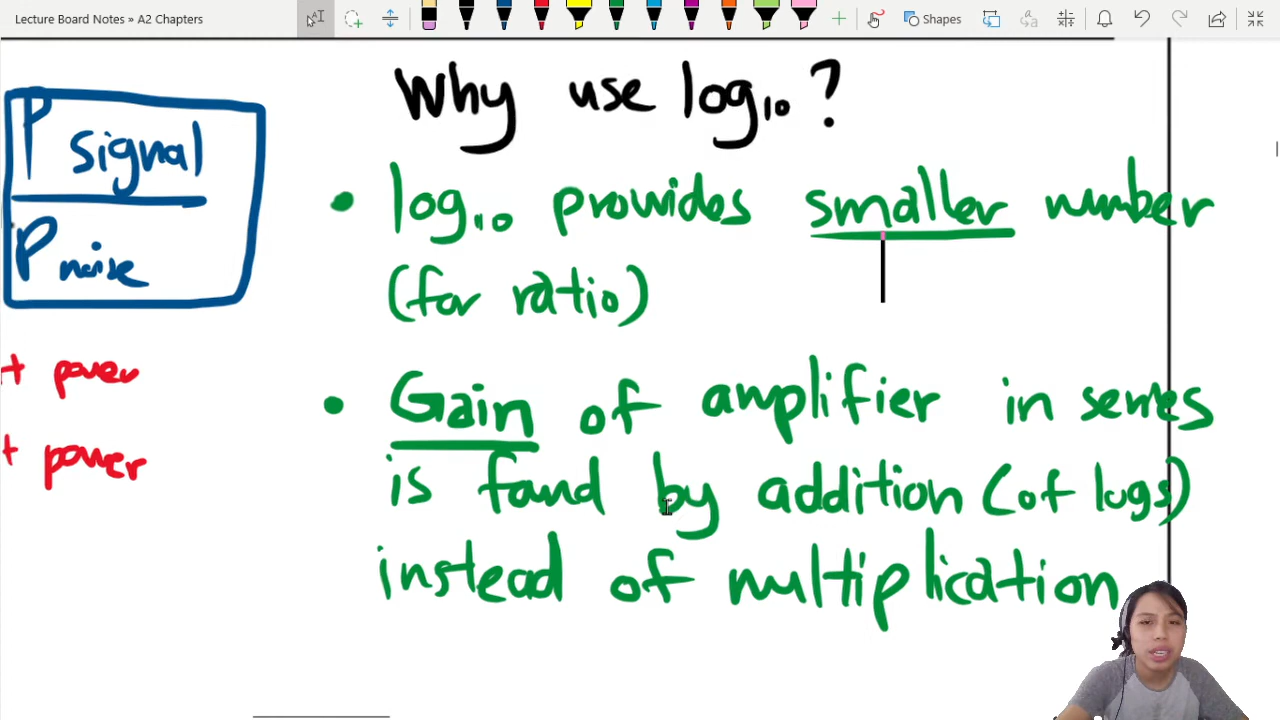 Lecture Board Notes » A2 Chapters
Shapes
Why use log₁₀?
P signal
P noise
• log₁₀ provides smaller number
(for ratio)
power
power
• Gain of amplifier in series
is found by addition (of logs)
instead of multiplication